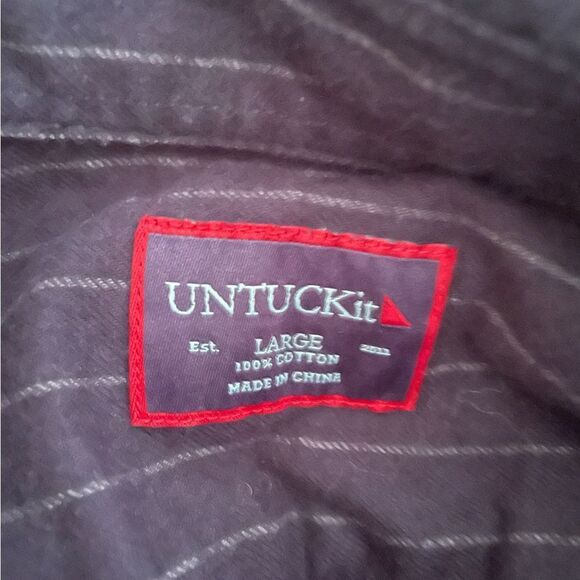 UNTUCKit
Est. LARGE
100% COTTON
MADE IN CHINA